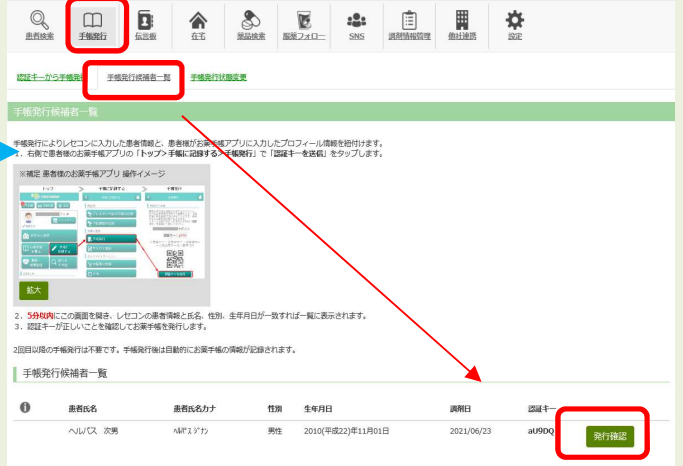 患者検索 手帳発行 伝言板 在宅 薬品検索 服薬フォロー SNS 調剤情報管理 他社連携 設定
認証キーから手帳発行 手帳発行候補者一覧 手帳発行状態変更
手帳発行候補者一覧
手帳発行によりレセコンに入力した患者情報と、患者様がお薬手帳アプリに入力したプロフィール情報を紐付けます。
1. 右側で患者様のお薬手帳アプリの「トップ>手帳に記録する>手帳発行」で「認証キーを送信」をタップします。
※補足 患者様のお薬手帳アプリ 操作イメージ
トップ 手帳に記録する 手帳発行
拡大
2. 5分以内にこの画面を開き、レセコンの患者情報と氏名、性別、生年月日が一致すれば一覧に表示されます。
3. 認証キーが正しいことを確認してお薬手帳を発行します。
2回目以降の手帳発行は不要です。手帳発行後は自動的にお薬手帳の情報が記録されます。
手帳発行候補者一覧
患者氏名 患者氏名カナ 性別 生年月日 調剤日 認証キー
ヘルパス 次男 ﾍﾙﾊﾟｽ ｼﾞﾅﾝ 男性 2010(平成22)年11月01日 2021/06/23 aU9DQ 発行確認